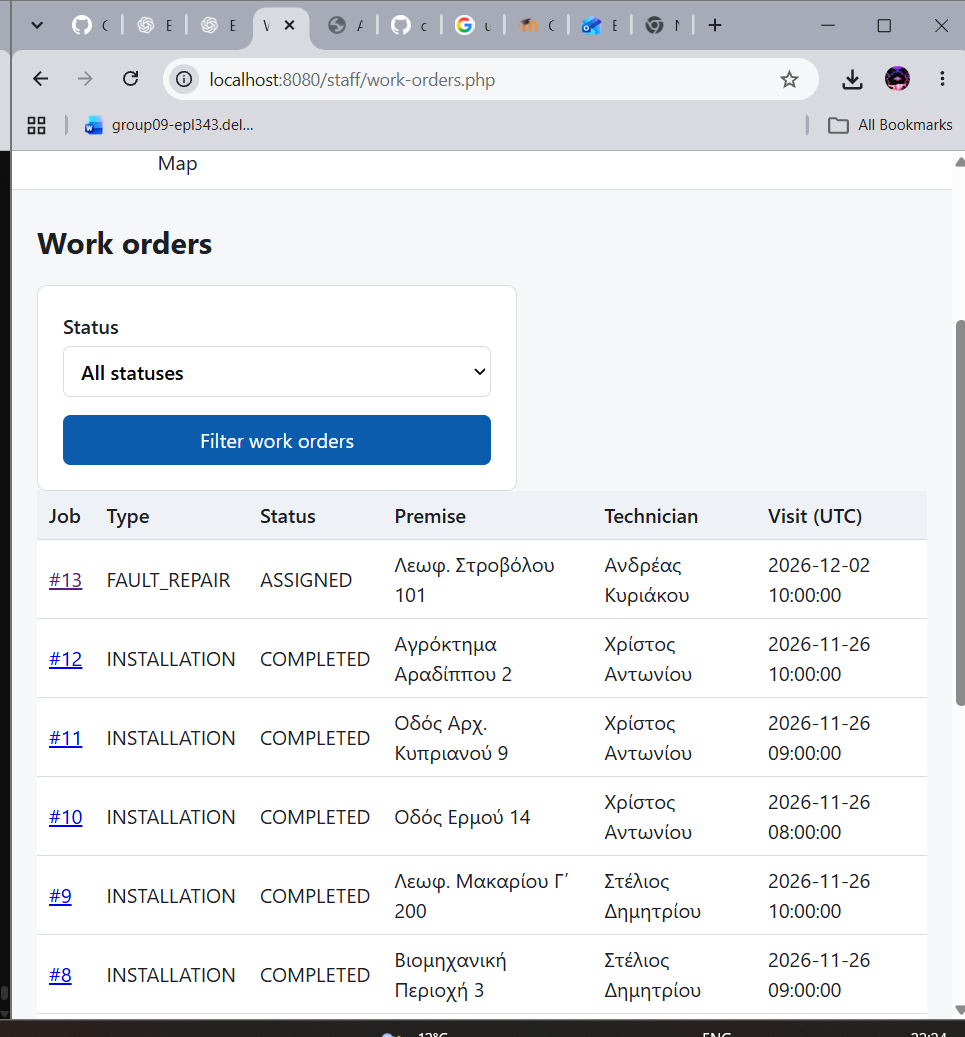 localhost:8080/staff/work-orders.php
group09-epl343.del...
All Bookmarks
Map
Work orders
Status
All statuses
Filter work orders
Job Type Status Premise Technician Visit (UTC)
#13 FAULT_REPAIR ASSIGNED Λεωφ. Στροβόλου 101 Ανδρέας Κυριάκου 2026-12-02 10:00:00
#12 INSTALLATION COMPLETED Αγρόκτημα Αραδίππου 2 Χρίστος Αντωνίου 2026-11-26 10:00:00
#11 INSTALLATION COMPLETED Οδός Αρχ. Κυπριανού 9 Χρίστος Αντωνίου 2026-11-26 09:00:00
#10 INSTALLATION COMPLETED Οδός Ερμού 14 Χρίστος Αντωνίου 2026-11-26 08:00:00
#9 INSTALLATION COMPLETED Λεωφ. Μακαρίου Γ΄ 200 Στέλιος Δημητρίου 2026-11-26 10:00:00
#8 INSTALLATION COMPLETED Βιομηχανική Περιοχή 3 Στέλιος Δημητρίου 2026-11-26 09:00:00